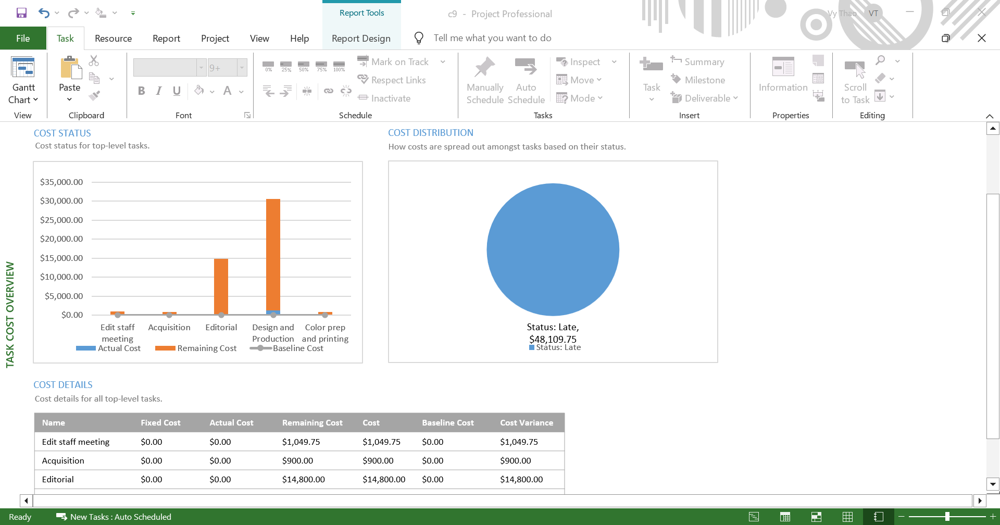 Report Tools
c9 - Project Professional
Vy Thao
VT
File
Task
Resource
Report
Project
View
Help
Report Design
Tell me what you want to do
Gantt
Chart
View
Paste
Clipboard
9+
B I U
A
Font
0%
25%
50%
75%
100%
Mark on Track
Respect Links
Inactivate
Schedule
Manually
Schedule
Auto
Schedule
Inspect
Move
Mode
Tasks
Task
Summary
Milestone
Deliverable
Insert
Information
Properties
Scroll
to Task
Editing
TASK COST OVERVIEW
COST STATUS
Cost status for top-level tasks.
$35,000.00
$30,000.00
$25,000.00
$20,000.00
$15,000.00
$10,000.00
$5,000.00
$0.00
Edit staff
meeting
Acquisition
Editorial
Design and
Production
Color prep
and printing
Actual Cost
Remaining Cost
Baseline Cost
COST DISTRIBUTION
How costs are spread out amongst tasks based on their status.
Status: Late,
$48,109.75
Status: Late
COST DETAILS
Cost details for all top-level tasks.
Name Fixed Cost Actual Cost Remaining Cost Cost Baseline Cost Cost Variance
Edit staff meeting $0.00 $0.00 $1,049.75 $1,049.75 $0.00 $1,049.75
Acquisition $0.00 $0.00 $900.00 $900.00 $0.00 $900.00
Editorial $0.00 $0.00 $14,800.00 $14,800.00 $0.00 $14,800.00
Ready
New Tasks : Auto Scheduled